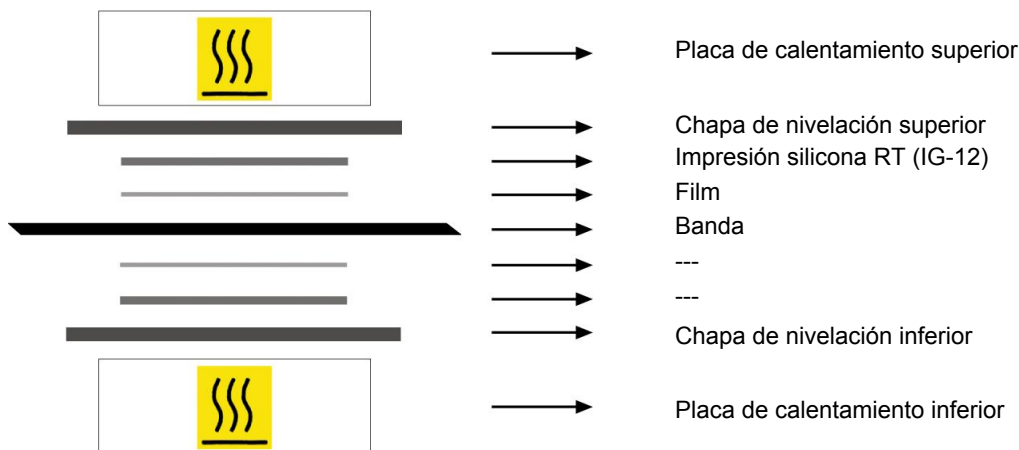 Placa de calentamiento superior
Chapa de nivelación superior
Impresión silicona RT (IG-12)
Film
Banda
---
---
Chapa de nivelación inferior
Placa de calentamiento inferior